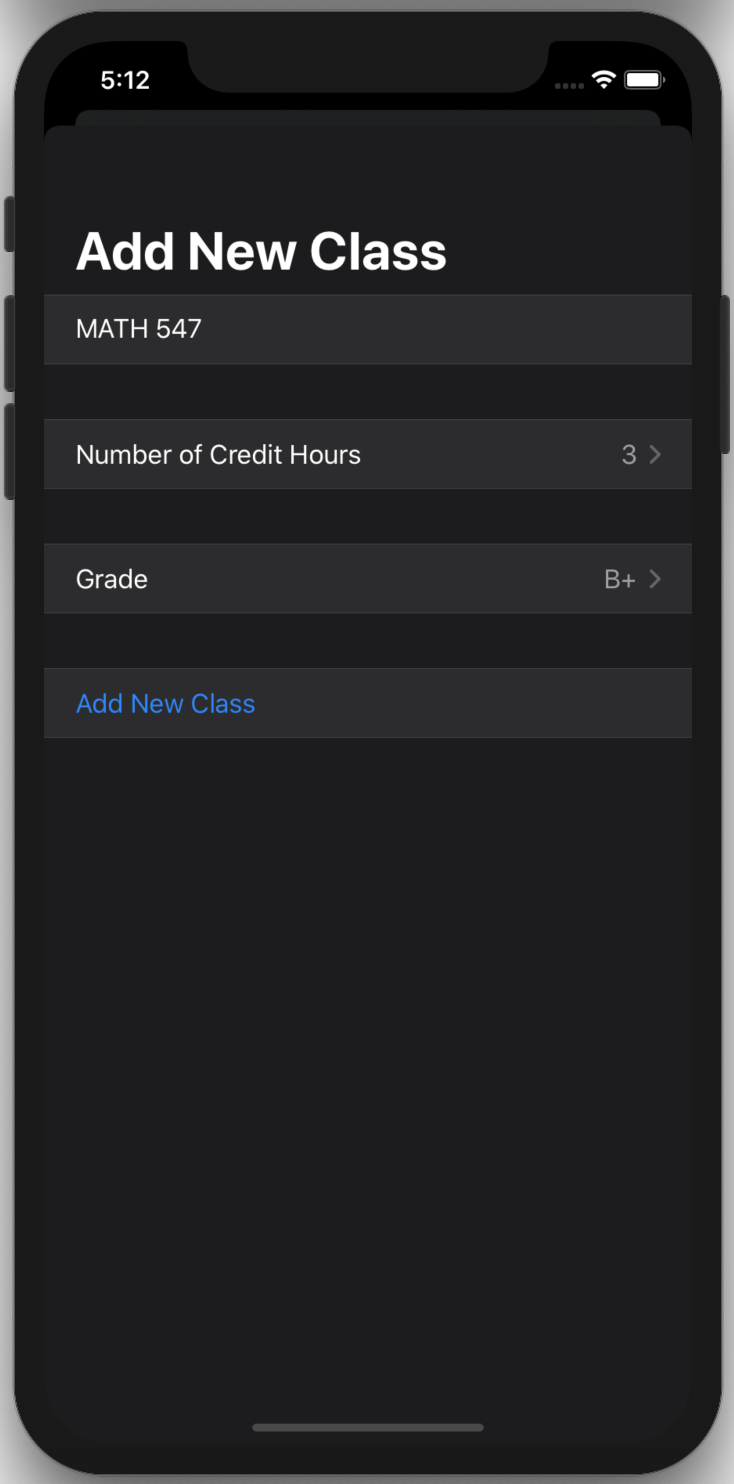 5:12
Add New Class
MATH 547
Number of Credit Hours 3
Grade B+
Add New Class